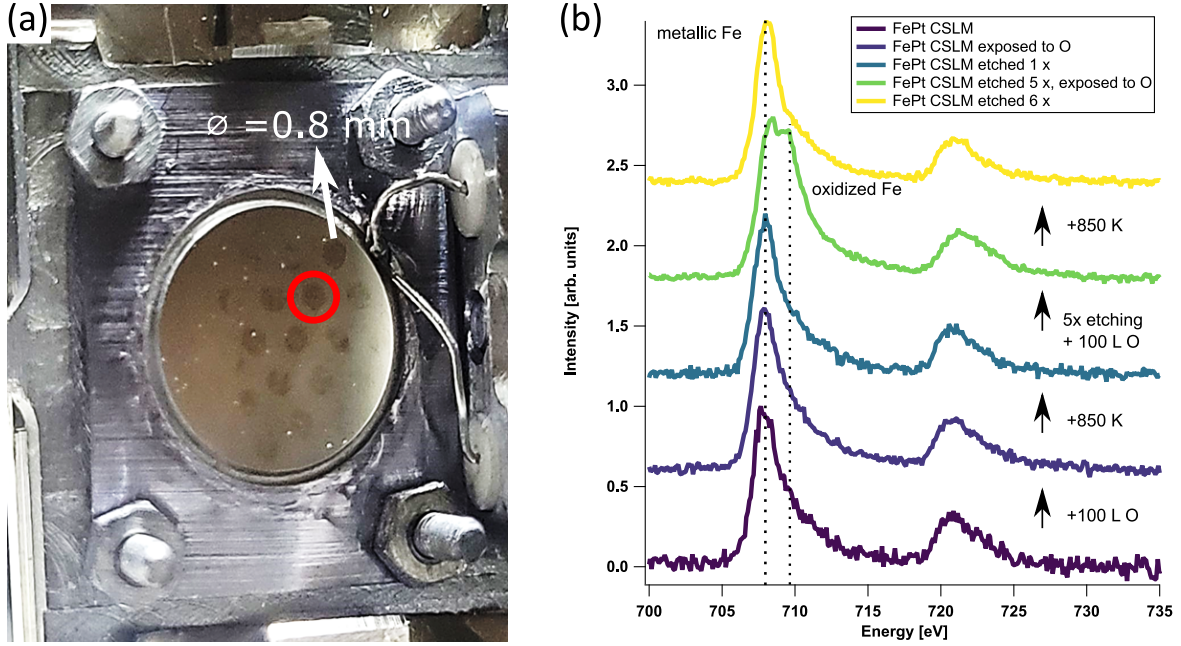 (a)
⌀ =0.8 mm
(b)
metallic Fe
FePt CSLM
FePt CSLM exposed to O
FePt CSLM etched 1 x
FePt CSLM etched 5 x, exposed to O
FePt CSLM etched 6 x
oxidized Fe
+850 K
5x etching
+ 100 L O
+850 K
+100 L O
Intensity [arb. units]
3.0
2.5
2.0
1.5
1.0
0.5
0.0
700
705
710
715
720
725
730
735
Energy [eV]